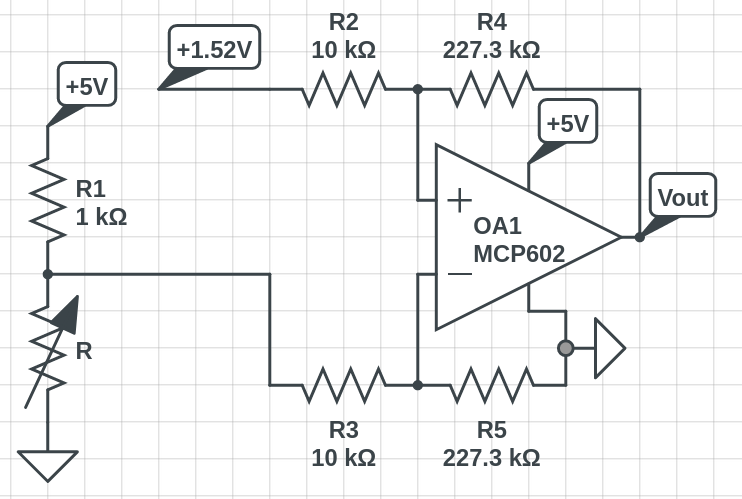 R2
10 kΩ
R4
227.3 kΩ
+1.52V
+5V
+5V
R1
1 kΩ
Vout
+
OA1
MCP602
—
R
R3
10 kΩ
R5
227.3 kΩ